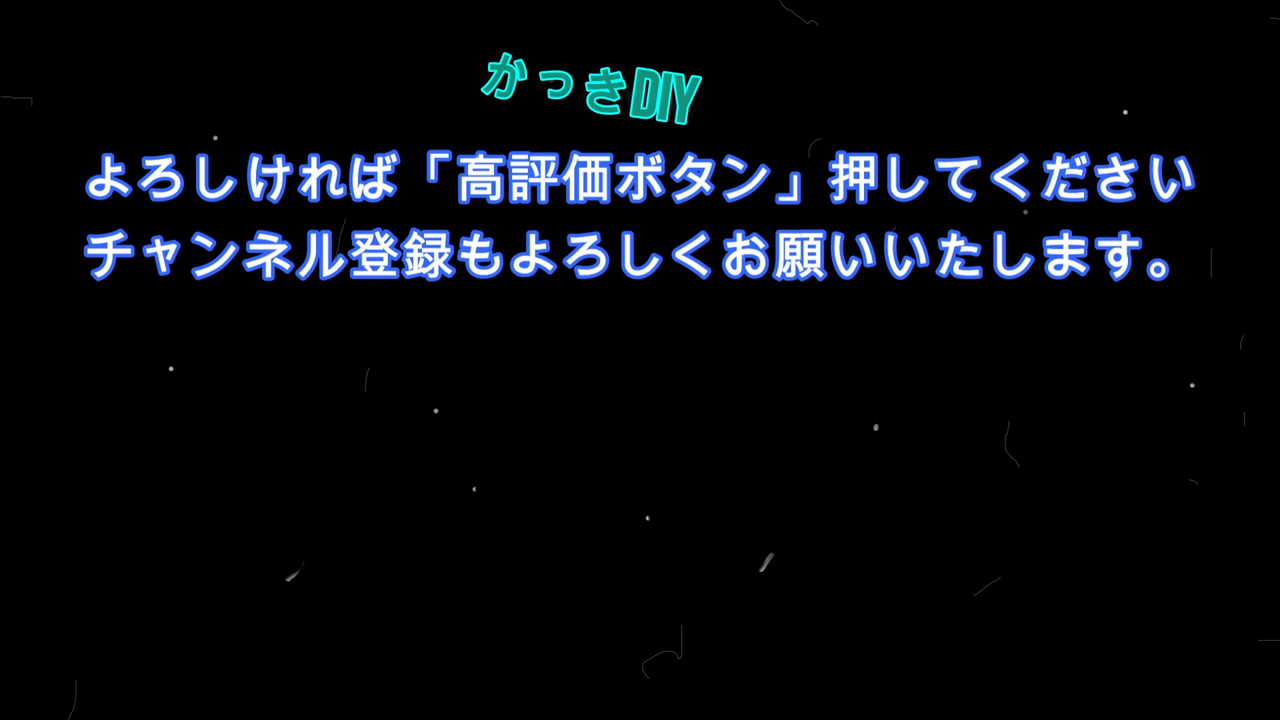 かっきDIY
よろしければ「高評価ボタン」押してください
チャンネル登録もよろしくお願いいたします。